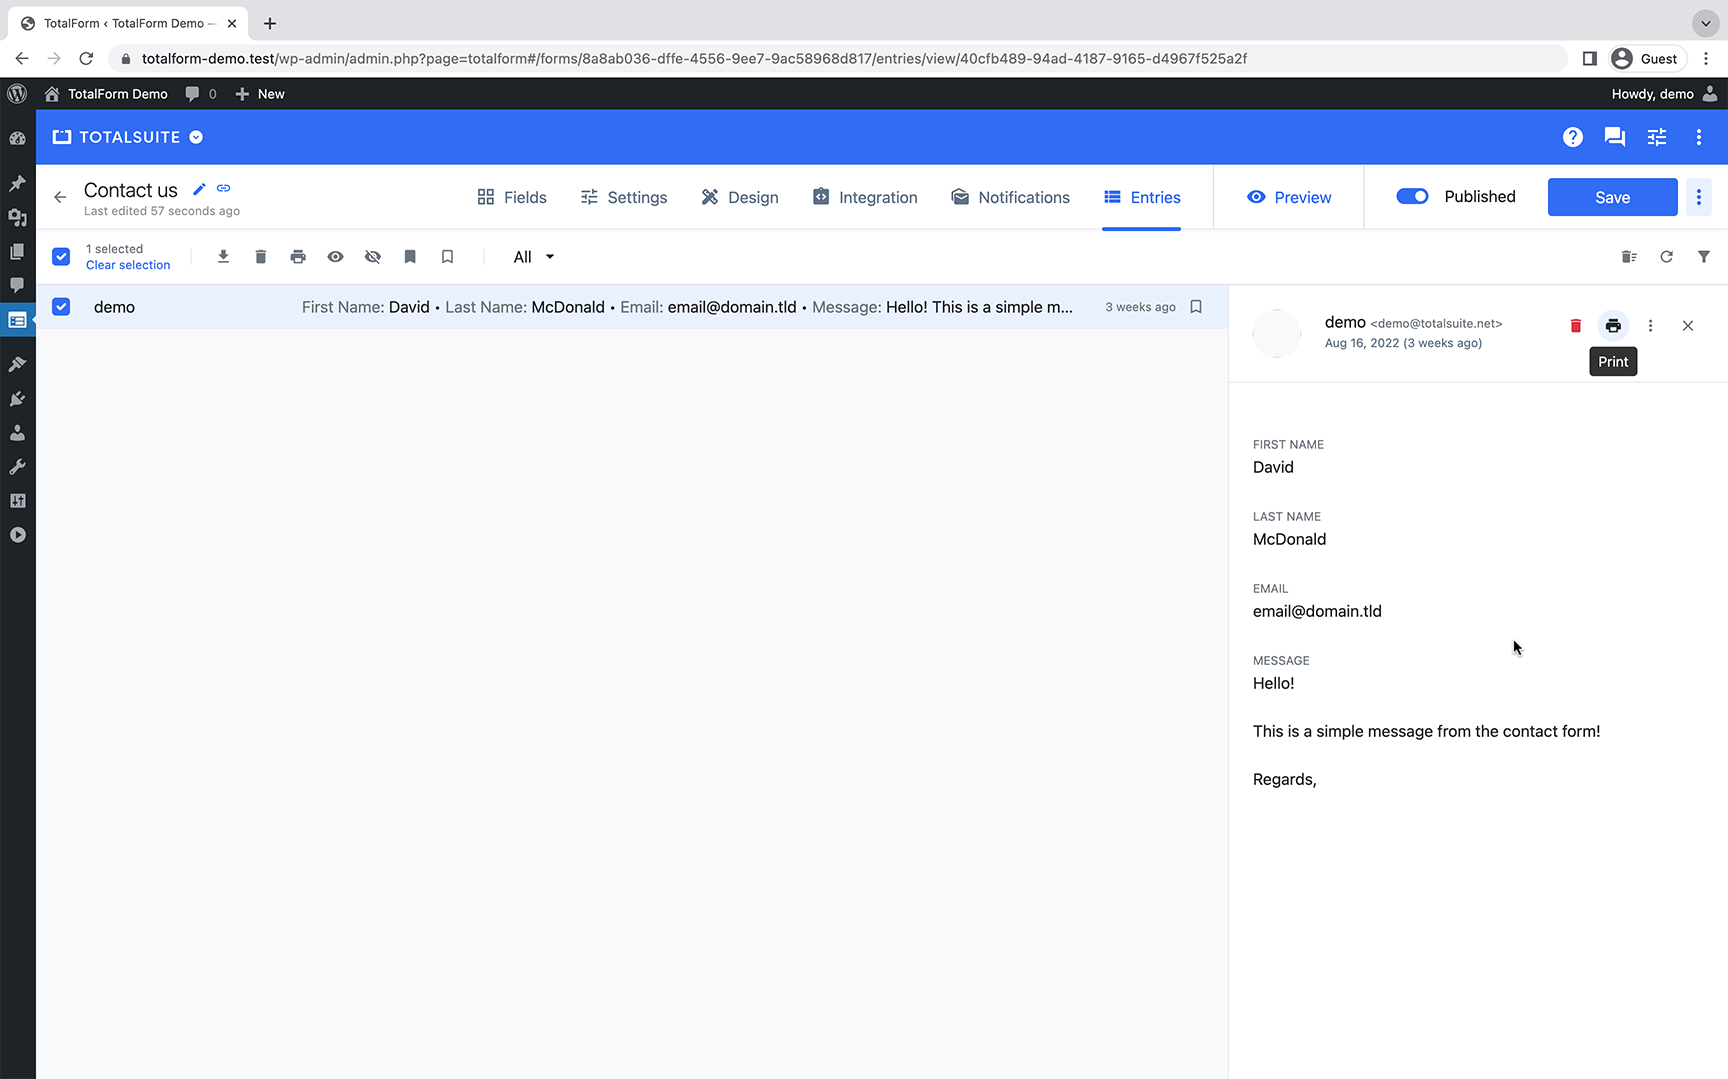 TotalForm ‹ TotalForm Demo —
totalform-demo.test/wp-admin/admin.php?page=totalform#/forms/8a8ab036-dffe-4556-9ee7-9ac58968d817/entries/view/40cfb489-94ad-4187-9165-d4967f525a2f
Guest
TotalForm Demo
0
New
Howdy, demo
TOTALSUITE
Contact us
Last edited 57 seconds ago
Fields
Settings
Design
Integration
Notifications
Entries
Preview
Published
Save
1 selected
Clear selection
All
demo
First Name: David • Last Name: McDonald • Email: email@domain.tld • Message: Hello! This is a simple m...
3 weeks ago
demo <demo@totalsuite.net>
Aug 16, 2022 (3 weeks ago)
Print
FIRST NAME
David
LAST NAME
McDonald
EMAIL
email@domain.tld
MESSAGE
Hello!
This is a simple message from the contact form!
Regards,